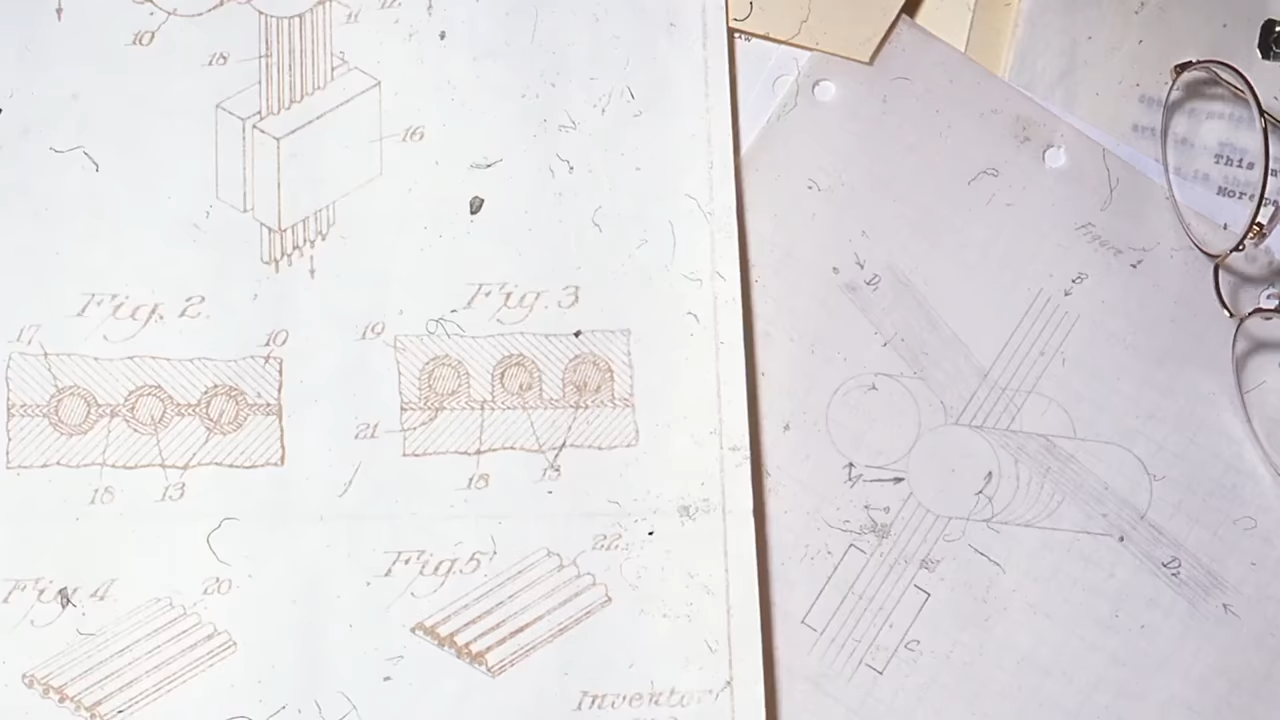 10
11
12
18
16
Fig. 2.
17
10
18
13
Fig. 3
19
21
18
13
Fig. 4
20
Fig. 5
22
Inventor
This
More
Figure
D1
B
D2
C